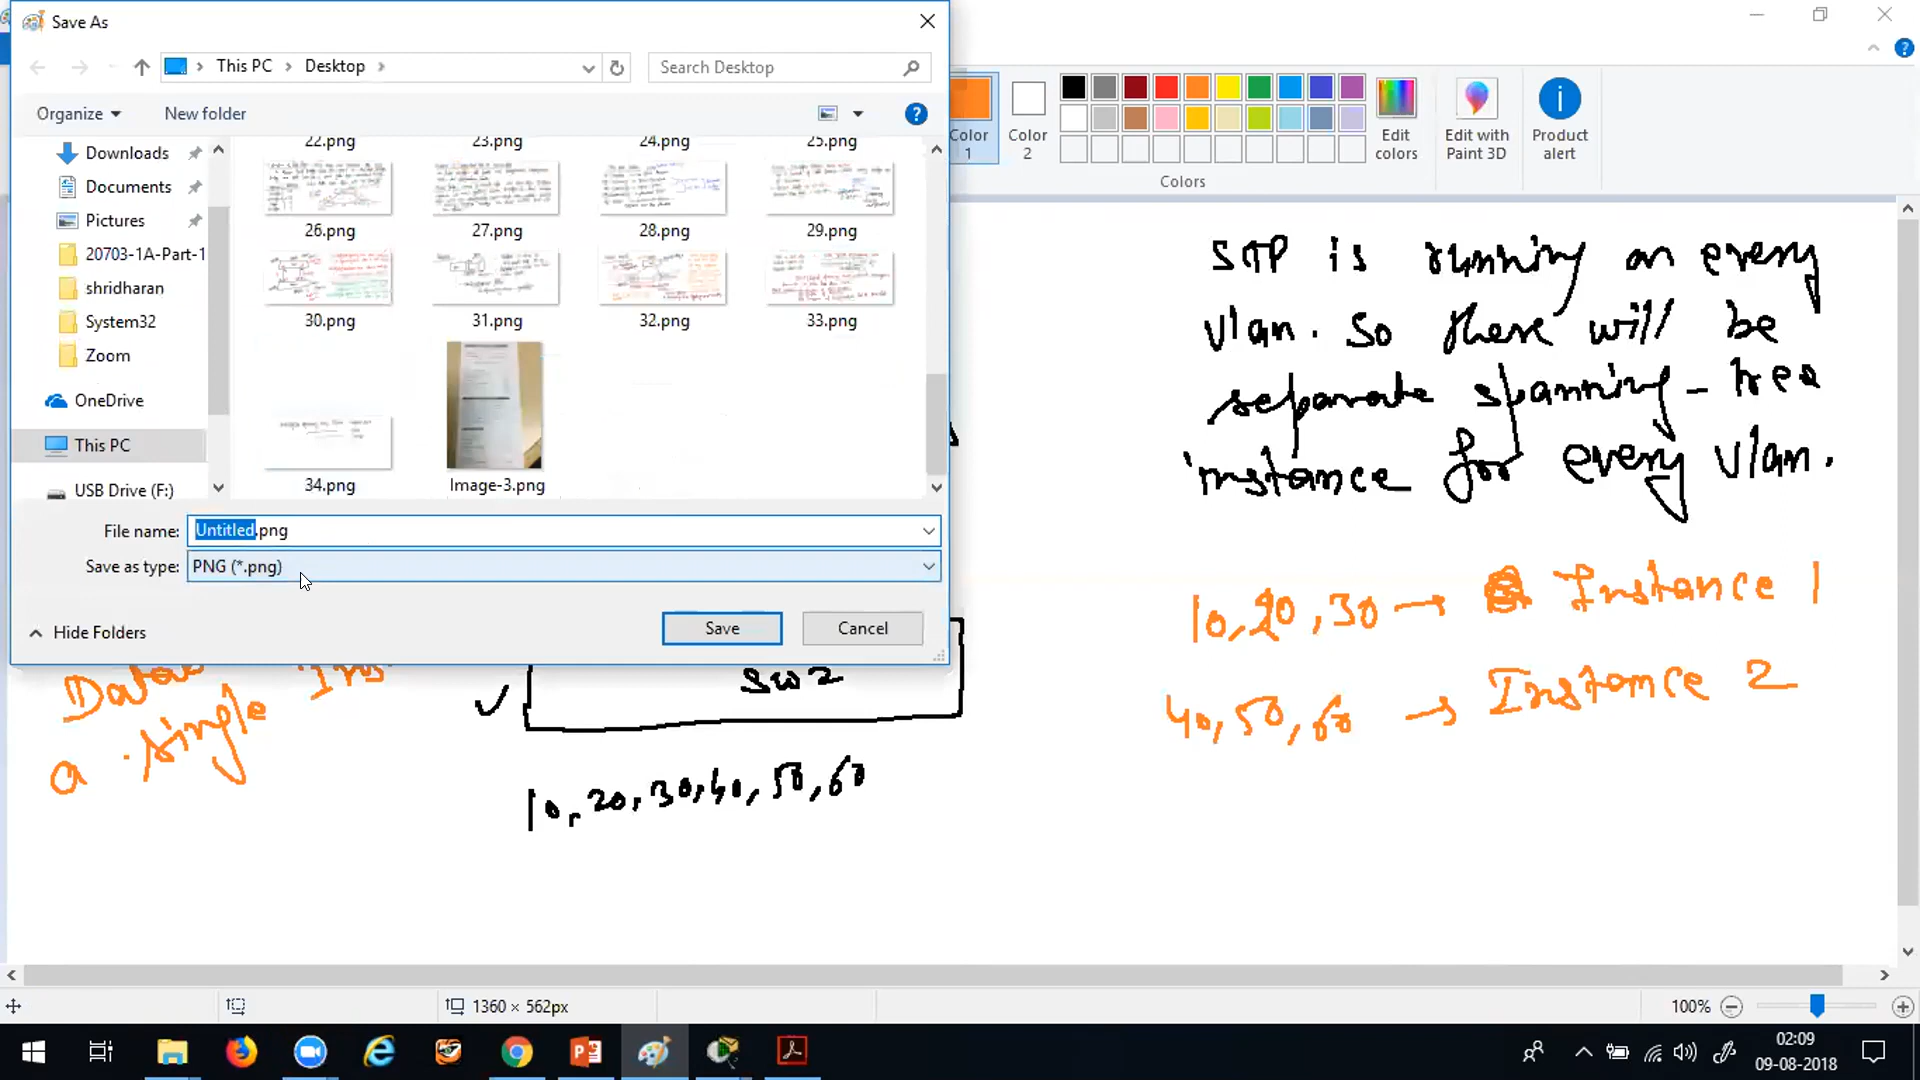 Save As
This PC
Desktop
Search Desktop
Organize
New folder
Downloads
Documents
Pictures
20703-1A-Part-1
shridharan
System32
Zoom
OneDrive
This PC
USB Drive (F:)
22.png
23.png
24.png
25.png
26.png
27.png
28.png
29.png
30.png
31.png
32.png
33.png
34.png
Image-3.png
File name:
Untitled.png
Save as type:
PNG (*.png)
Hide Folders
Save
Cancel
Color 1
Color 2
Edit colors
Edit with Paint 3D
Product alert
Colors
STP is running on every
vlan. So there will be
separate spanning-tree
instance for every vlan.
10,20,30 → Instance 1
40,50,60 → Instance 2
a single
SW2
10,20,30,40,50,60
1360 × 562px
100%
02:09
09-08-2018